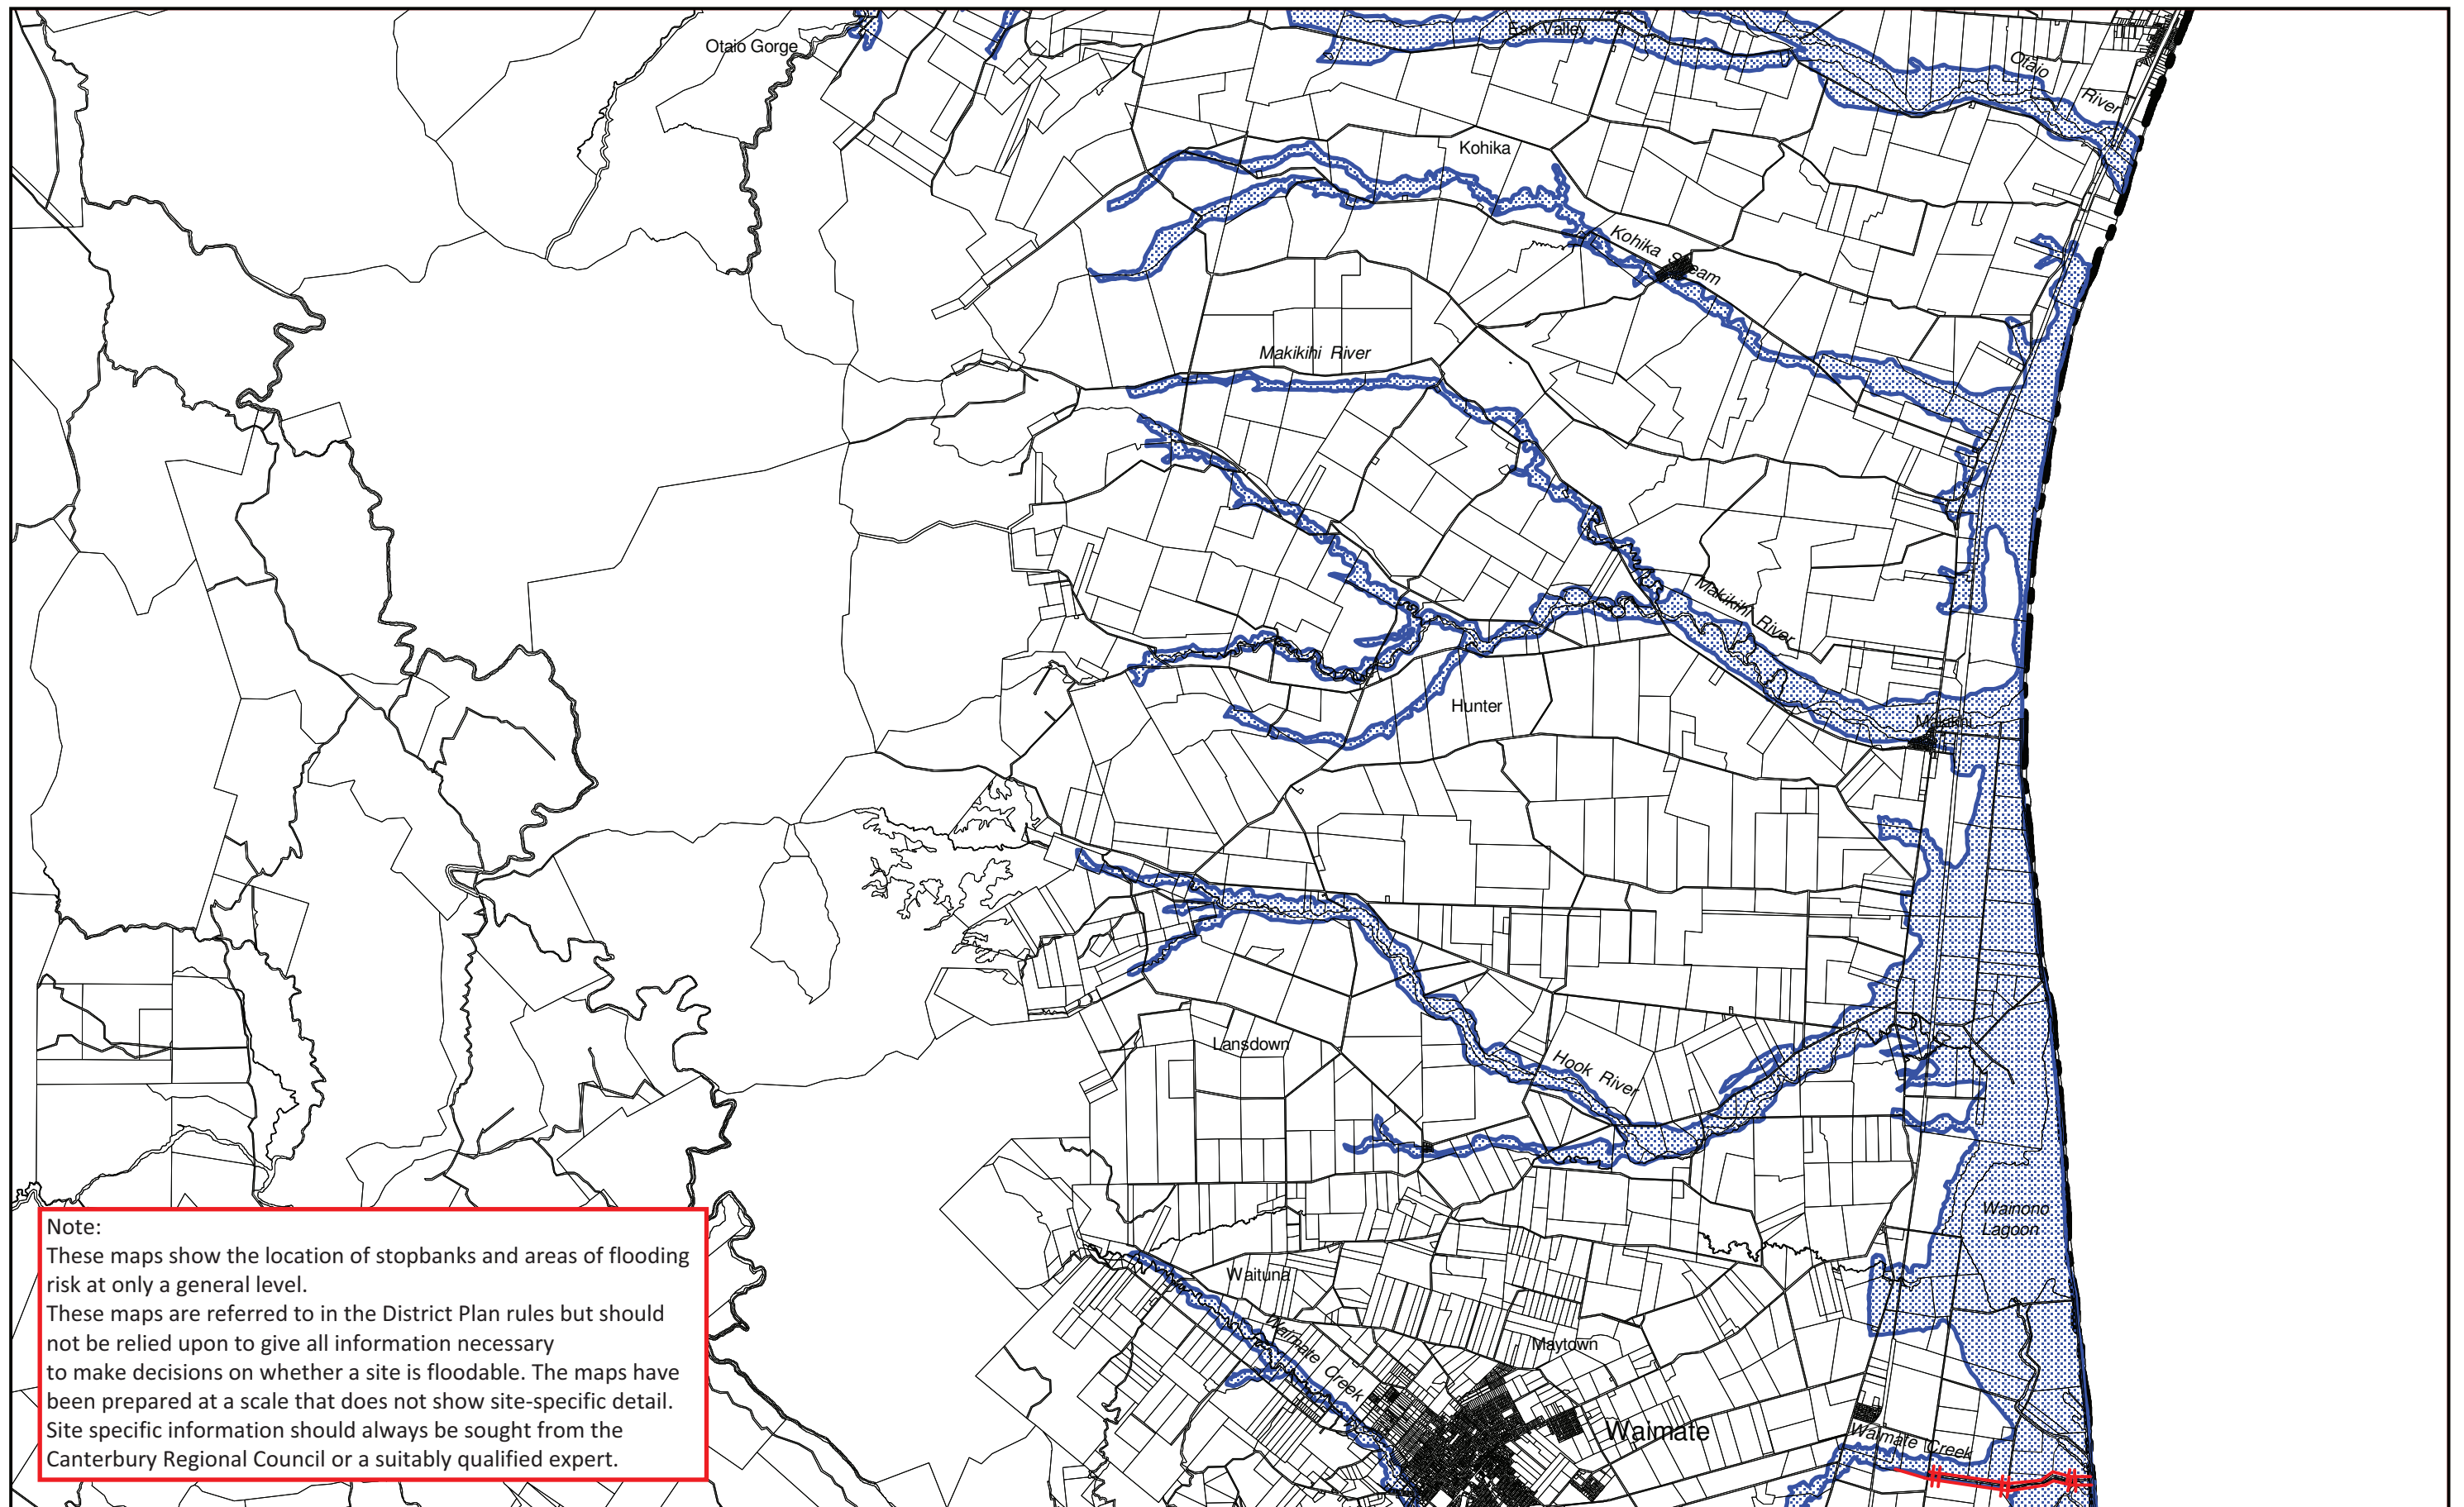 Otaio Gorge
Esk Valley
Otaio
River
Kohika
Kohika Stream
Makikihi River
Makikihi River
Hunter
Makikihi
Lansdown
Hook River
Wainono
Lagoon
Waituna
Waimate Creek
Maytown
Waimate
Waimate Creek
Note:
These maps show the location of stopbanks and areas of flooding
risk at only a general level.
These maps are referred to in the District Plan rules but should
not be relied upon to give all information necessary
to make decisions on whether a site is floodable. The maps have
been prepared at a scale that does not show site-specific detail.
Site specific information should always be sought from the
Canterbury Regional Council or a suitably qualified expert.